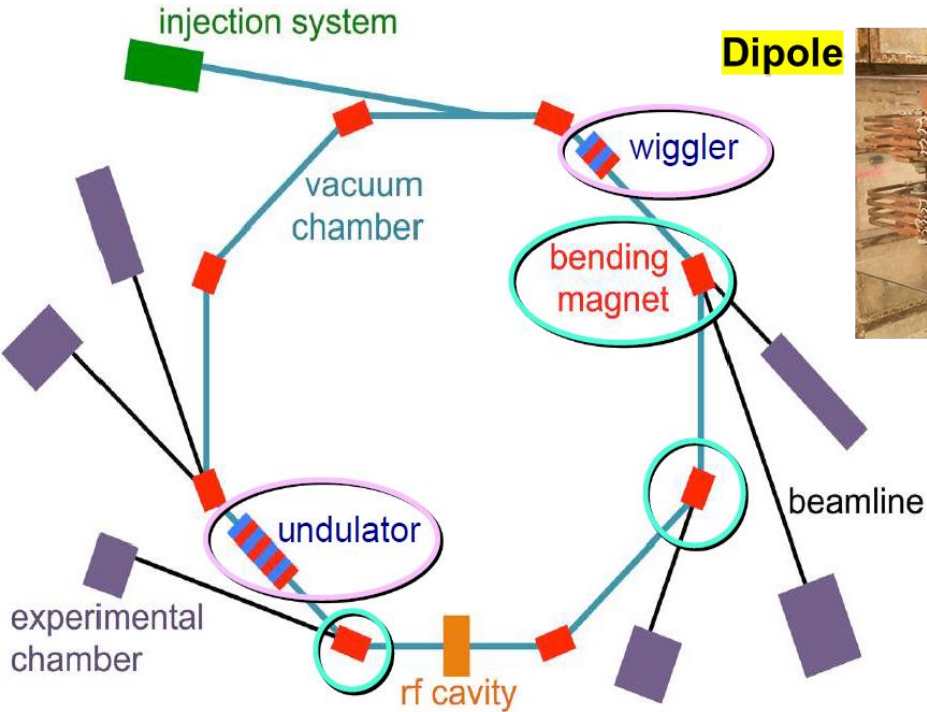 injection system
Dipole
wiggler
vacuum
chamber
bending
magnet
beamline
undulator
experimental
chamber
rf cavity